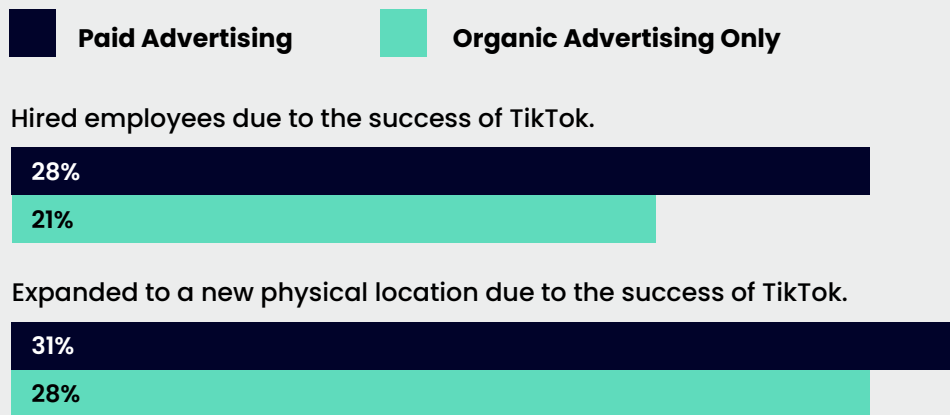 Paid Advertising
Organic Advertising Only
Hired employees due to the success of TikTok.
28%
21%
Expanded to a new physical location due to the success of TikTok.
31%
28%